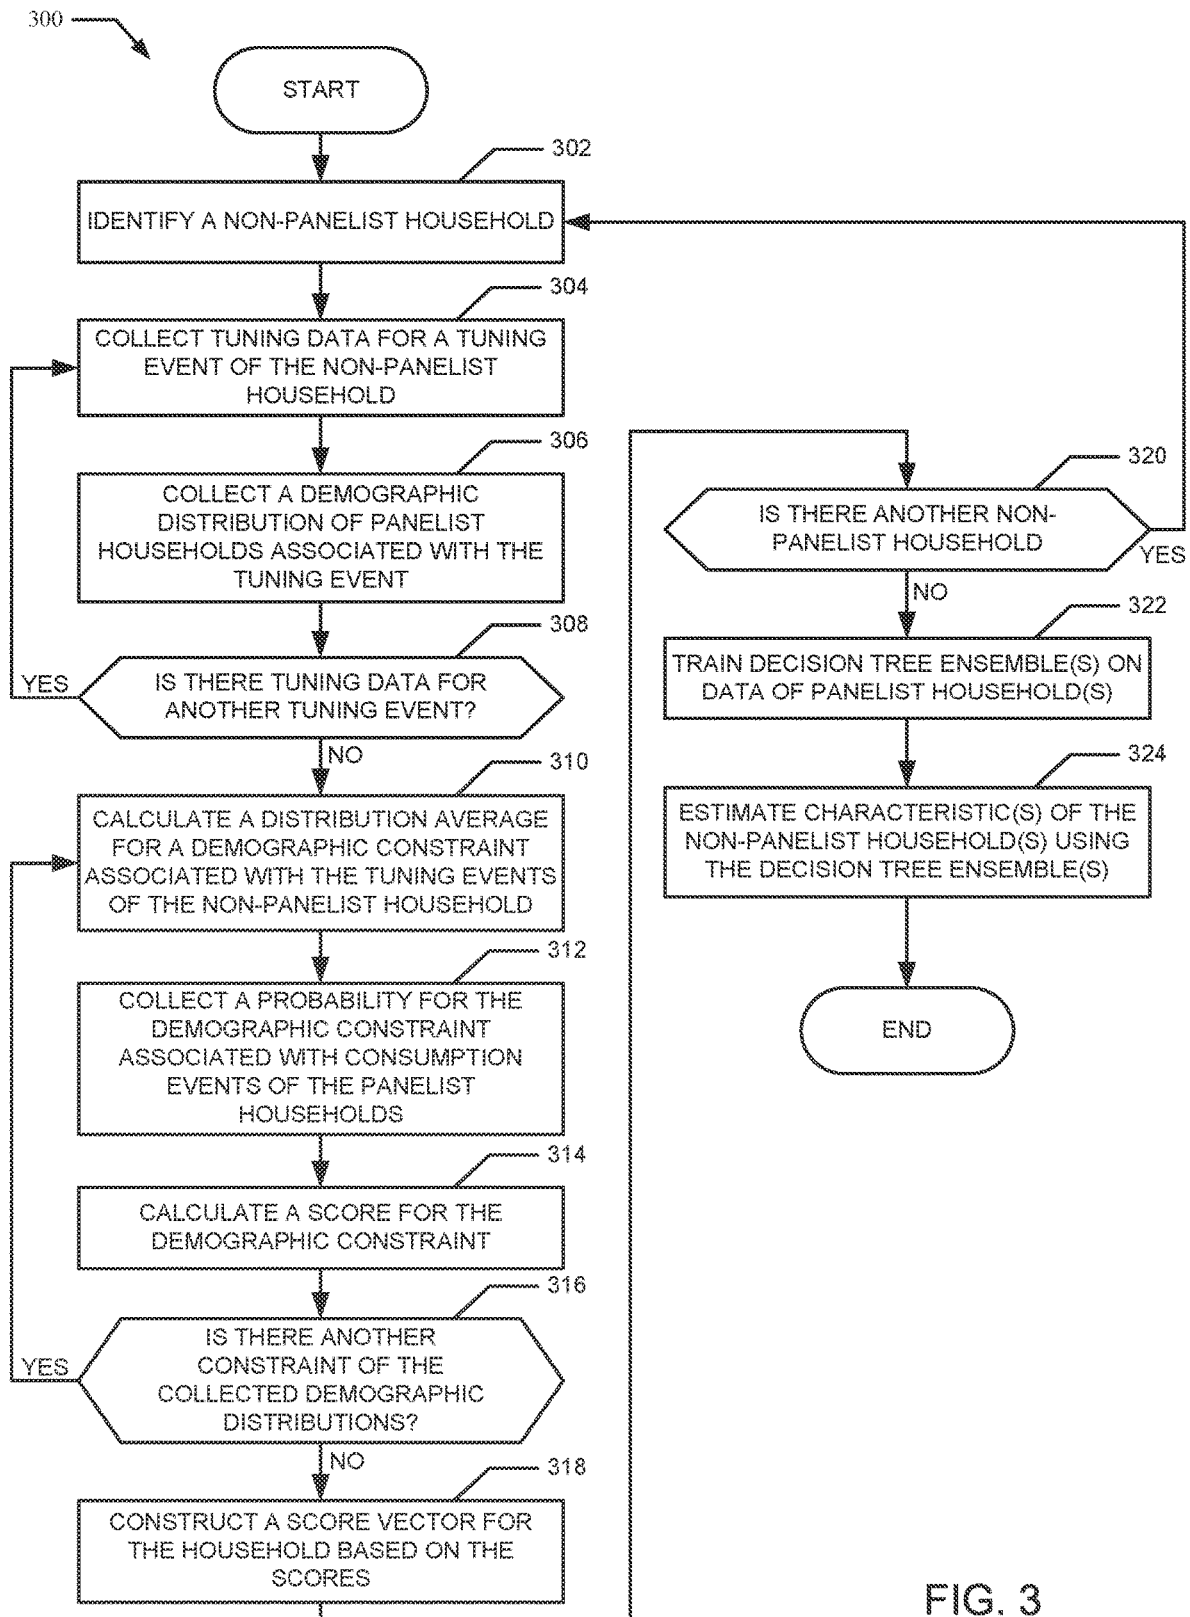 300
START
302
IDENTIFY A NON-PANELIST HOUSEHOLD
304
COLLECT TUNING DATA FOR A TUNING
EVENT OF THE NON-PANELIST
HOUSEHOLD
306
COLLECT A DEMOGRAPHIC
DISTRIBUTION OF PANELIST
HOUSEHOLDS ASSOCIATED WITH THE
TUNING EVENT
308
YES
IS THERE TUNING DATA FOR
ANOTHER TUNING EVENT?
NO
310
CALCULATE A DISTRIBUTION AVERAGE
FOR A DEMOGRAPHIC CONSTRAINT
ASSOCIATED WITH THE TUNING EVENTS
OF THE NON-PANELIST HOUSEHOLD
312
COLLECT A PROBABILITY FOR THE
DEMOGRAPHIC CONSTRAINT
ASSOCIATED WITH CONSUMPTION
EVENTS OF THE PANELIST
HOUSEHOLDS
314
CALCULATE A SCORE FOR THE
DEMOGRAPHIC CONSTRAINT
316
YES
IS THERE ANOTHER
CONSTRAINT OF THE
COLLECTED DEMOGRAPHIC
DISTRIBUTIONS?
NO
318
CONSTRUCT A SCORE VECTOR FOR
THE HOUSEHOLD BASED ON THE
SCORES
320
IS THERE ANOTHER NON-
PANELIST HOUSEHOLD
YES
NO
322
TRAIN DECISION TREE ENSEMBLE(S) ON
DATA OF PANELIST HOUSEHOLD(S)
324
ESTIMATE CHARACTERISTIC(S) OF THE
NON-PANELIST HOUSEHOLD(S) USING
THE DECISION TREE ENSEMBLE(S)
END
FIG. 3